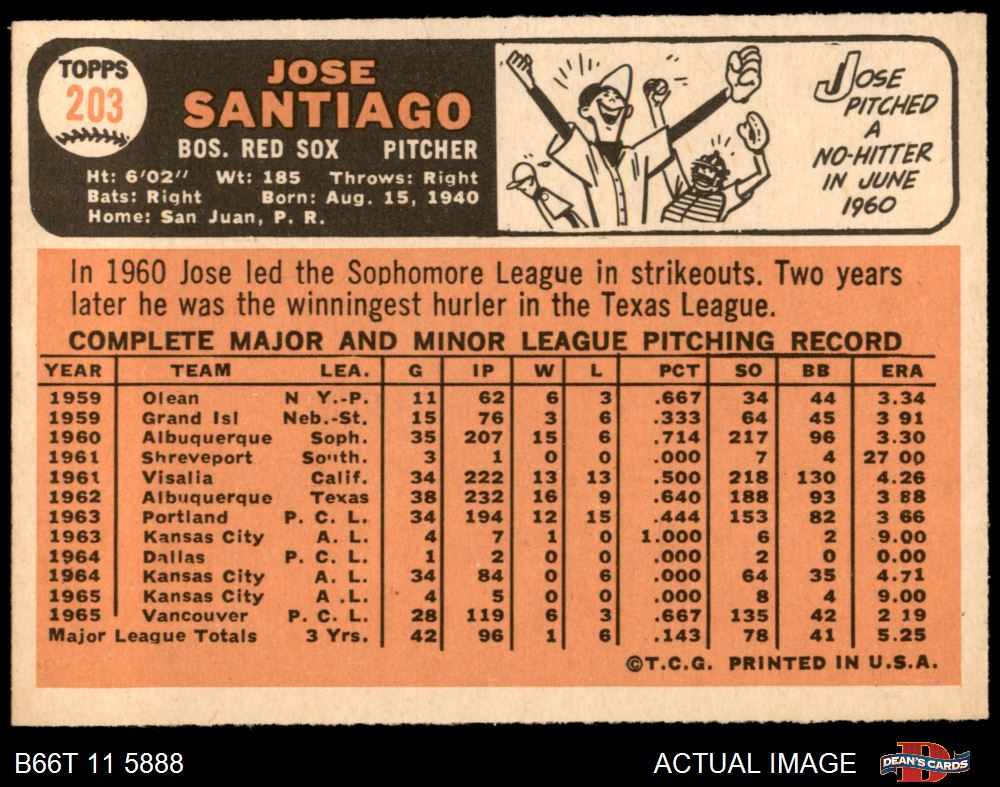 TOPPS
203
JOSE
SANTIAGO
BOS. RED SOX PITCHER
Ht: 6'02" Wt: 185 Throws: Right
Bats: Right Born: Aug. 15, 1940
Home: San Juan, P. R.
JOSE
PITCHED
A
NO-HITTER
IN JUNE
1960
In 1960 Jose led the Sophomore League in strikeouts. Two years
later he was the winningest hurler in the Texas League.
COMPLETE MAJOR AND MINOR LEAGUE PITCHING RECORD
YEAR TEAM LEA. G IP W L PCT SO BB ERA
1959 Olean N Y.-P. 11 62 6 3 .667 34 44 3.34
1959 Grand Isl Neb.-St. 15 76 3 6 .333 64 45 3 91
1960 Albuquerque Soph. 35 207 15 6 .714 217 96 3.30
1961 Shreveport South. 3 1 0 0 .000 7 4 27 00
1961 Visalia Calif. 34 222 13 13 .500 218 130 4.26
1962 Albuquerque Texas 38 232 16 9 .640 188 93 3 88
1963 Portland P. C. L. 34 194 12 15 .444 153 82 3 66
1963 Kansas City A. L. 4 7 1 0 1.000 6 2 9.00
1964 Dallas P. C. L. 1 2 0 0 .000 2 0 0.00
1964 Kansas City A. L. 34 84 0 6 .000 64 35 4.71
1965 Kansas City A .L. 4 5 0 0 .000 8 4 9.00
1965 Vancouver P. C. L. 28 119 6 3 .667 135 42 2 19
Major League Totals 3 Yrs. 42 96 1 6 .143 78 41 5.25
©T.C.G. PRINTED IN U.S.A.
B66T 11 5888 ACTUAL IMAGE DEAN'S CARDS